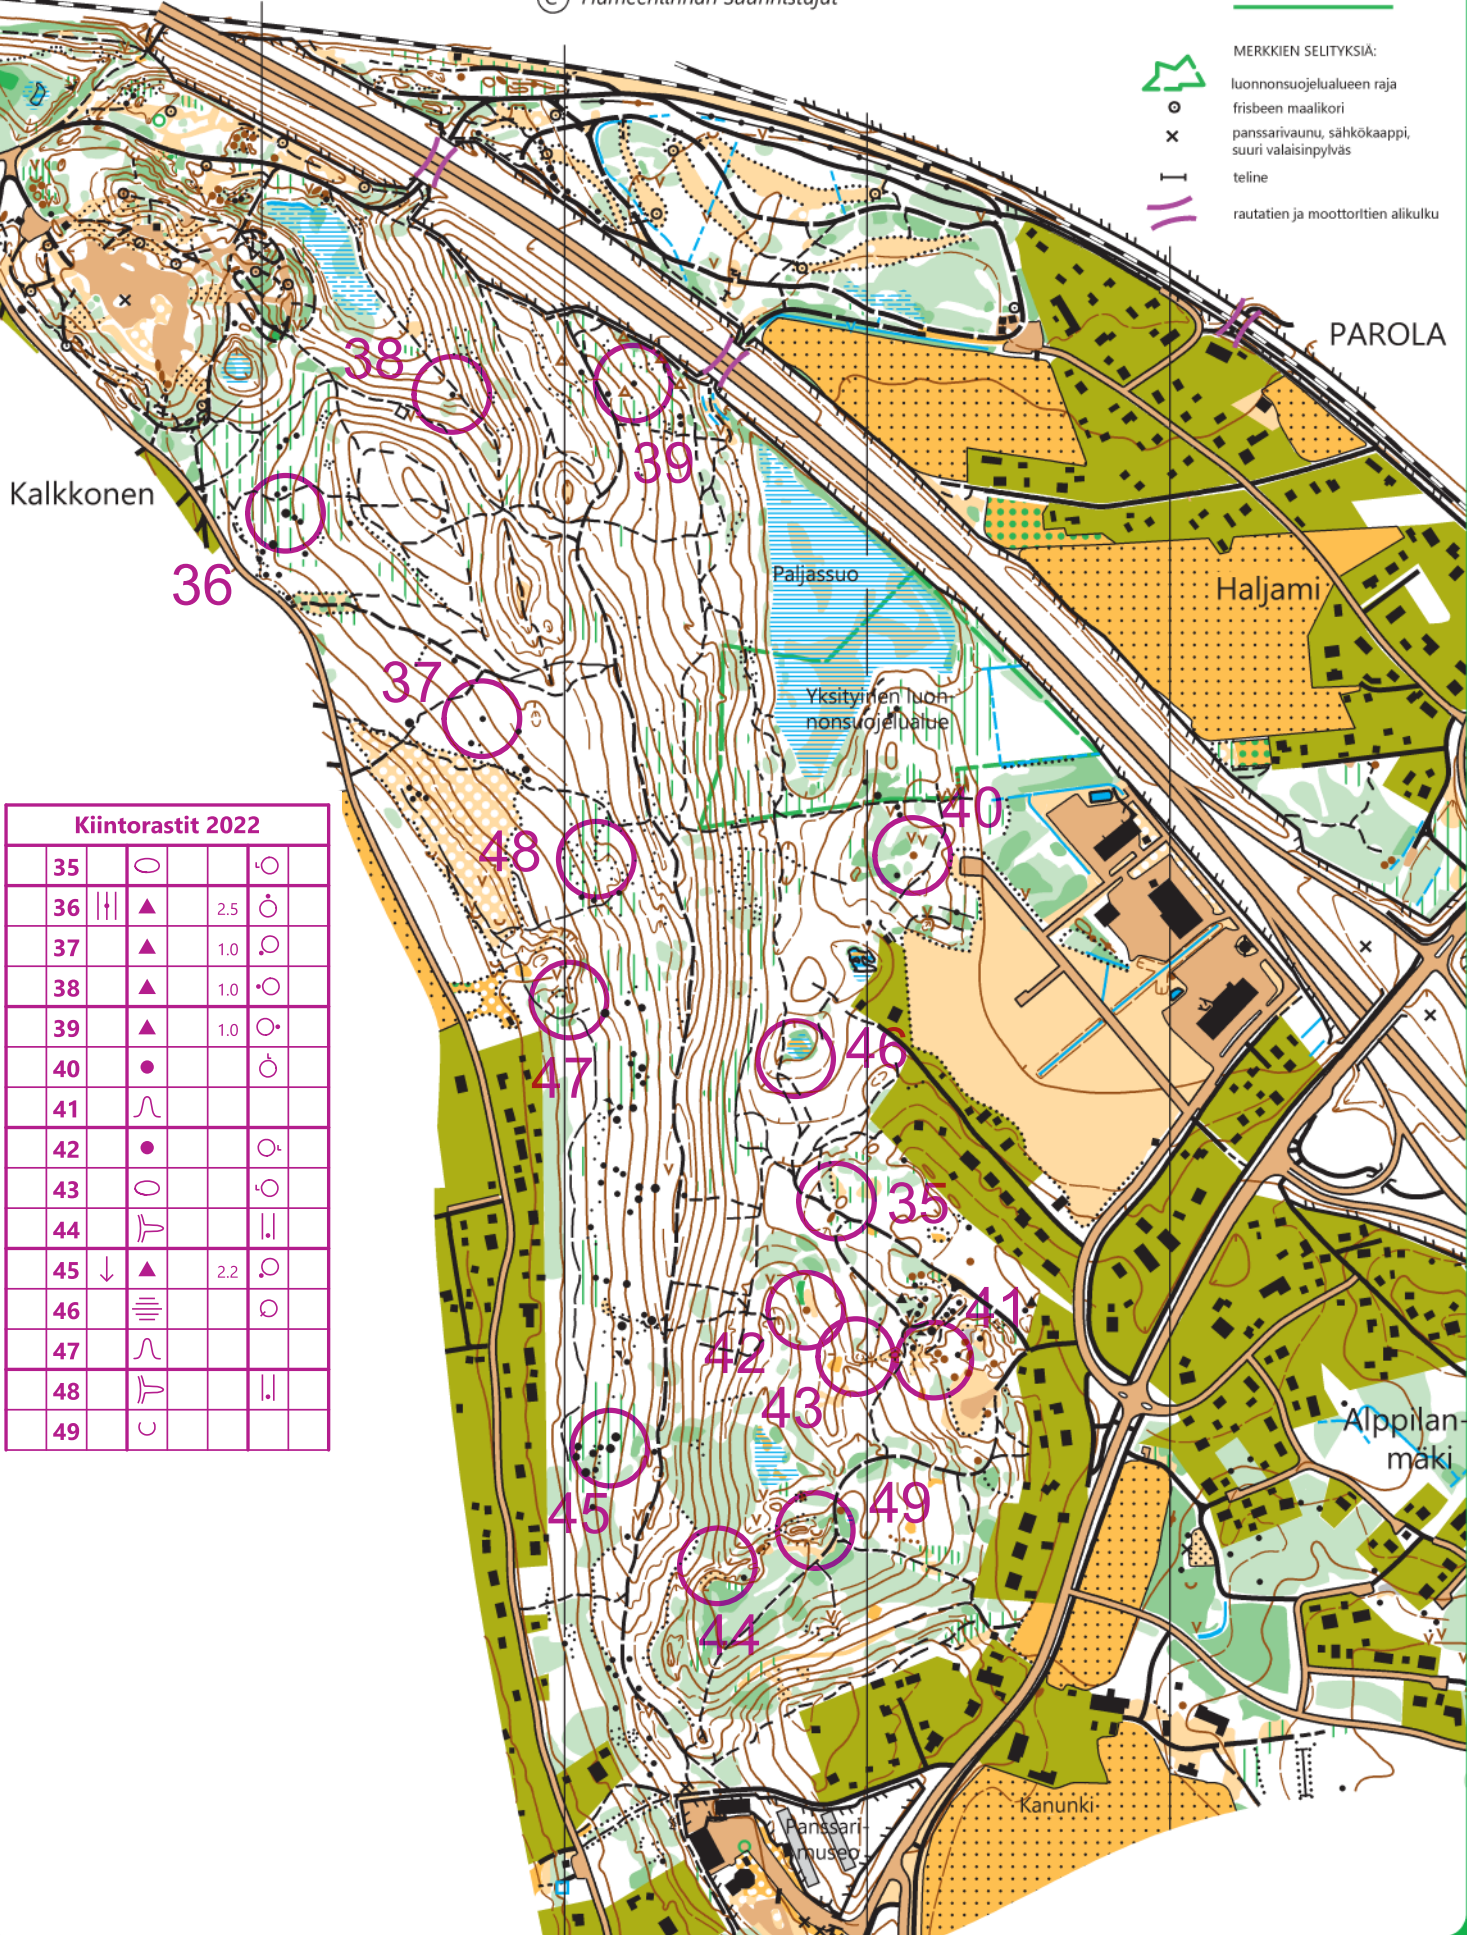 © Hämeenlinnan Suunnistajat
MERKKIEN SELITYKSIÄ:
luonnonsuojelualueen raja
frisbeen maalikori
panssarivaunu, sähkökaappi,
suuri valaisinpylväs
teline
rautatien ja moottoritien alikulku
PAROLA
38
39
Kalkkonen
36
Paljassuo
Haljami
37
Yksityinen luon-
nonsuojelualue
40
48
Kiintorastit 2022
35
36 2.5
37 1.0
38 1.0
39 1.0
40
41
42
43
44
45 2.2
46
47
48
49
46
47
35
41
42
43
Alppilan-
mäki
45
49
44
Kanunki
Panssari-
museo